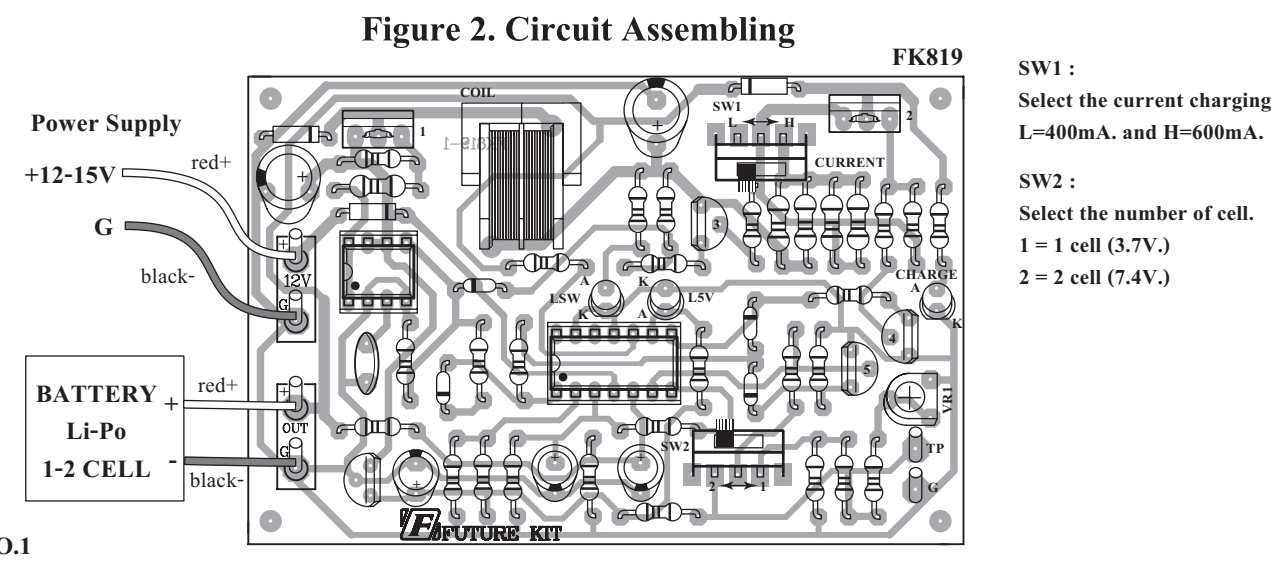 Figure 2. Circuit Assembling
FK819
SW1 :
Select the current charging
L=400mA. and H=600mA.
SW2 :
Select the number of cell.
1 = 1 cell (3.7V.)
2 = 2 cell (7.4V.)
Power Supply
+12-15V
red+
G
black-
+
12V
G
BATTERY
Li-Po
1-2 CELL
+
-
red+
black-
+
OUT
G
COIL
1
FK819-1
+
+
SW1
L H
2
CURRENT
3
CHARGE
A
K
A
LSW
K
K
L5V
A
4
5
VR1
TP
G
SW2
2 1
+
+
+
F FUTURE KIT
O.1